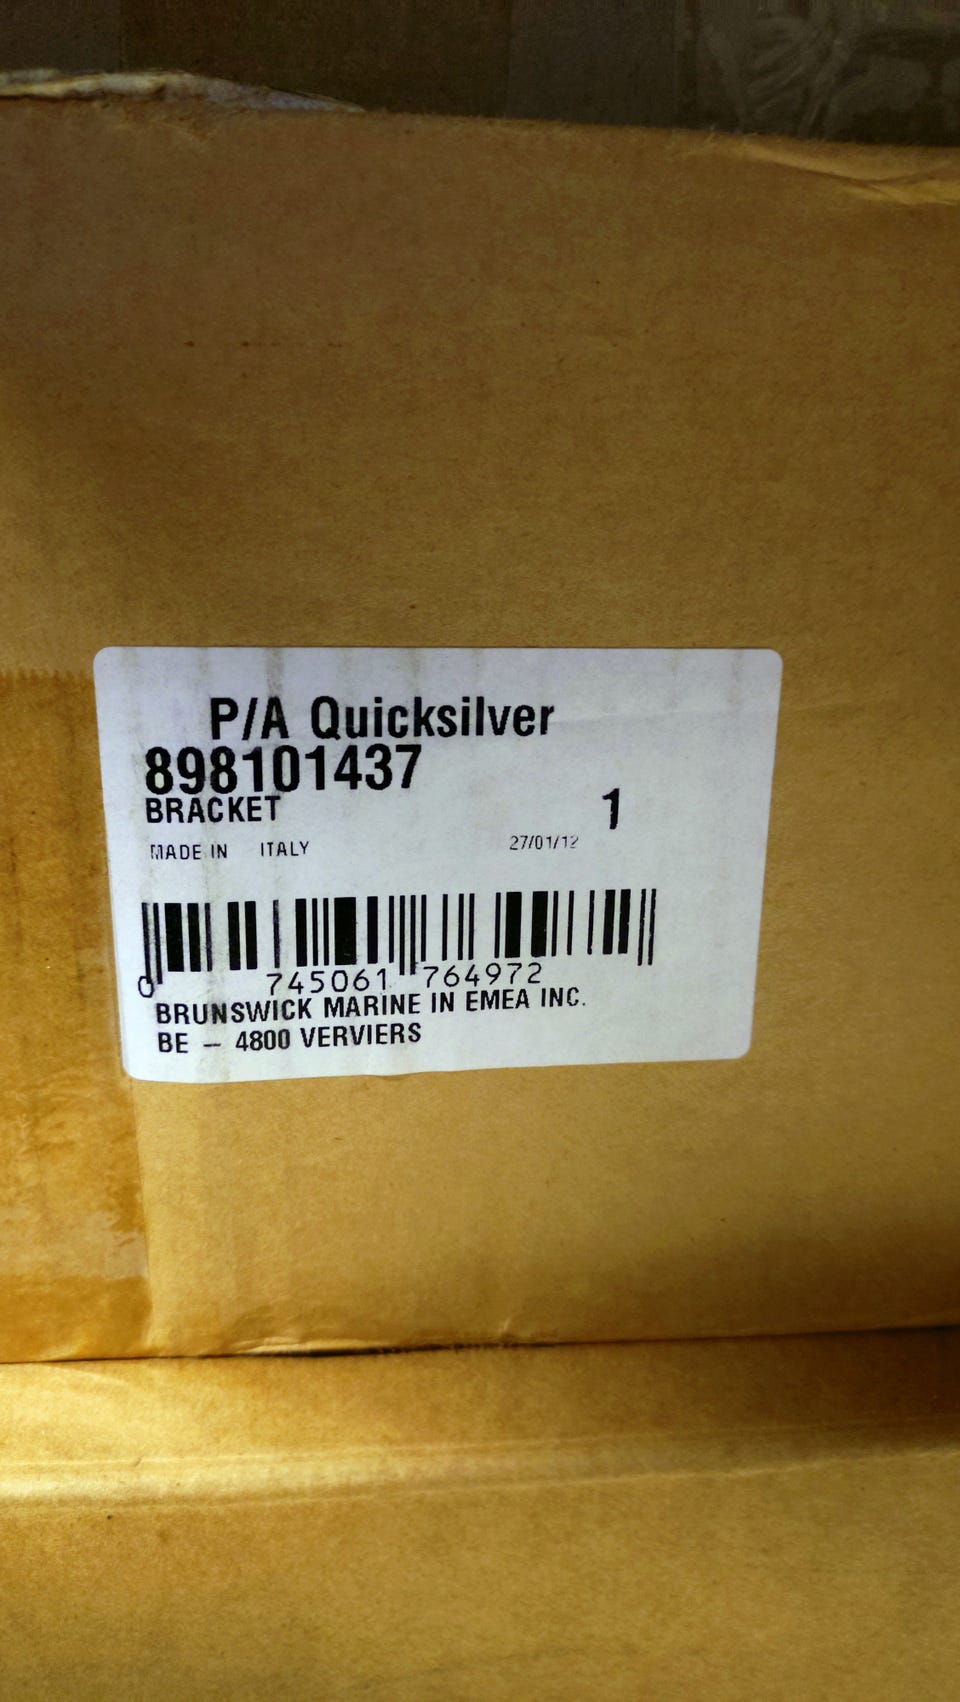 P/A Quicksilver
898101437
BRACKET
1
MADE IN ITALY
27/01/12
0 745061 764972
BRUNSWICK MARINE IN EMEA INC.
BE – 4800 VERVIERS